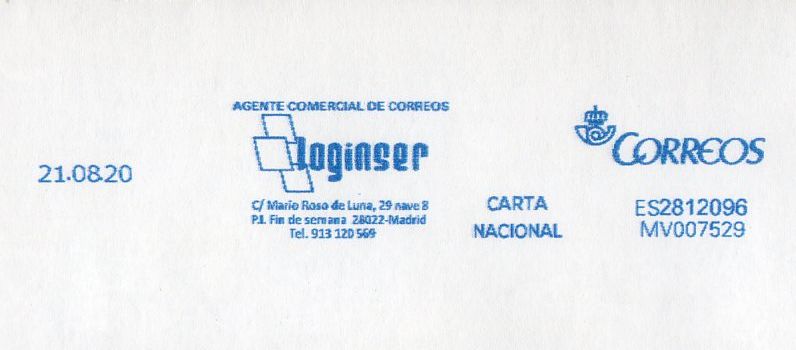 21.08.20
AGENTE COMERCIAL DE CORREOS
loginser
C/ Mario Roso de Luna, 29 nave 8
P.I. Fin de semana 28022-Madrid
Tel. 913 120 569
CARTA
NACIONAL
CORREOS
ES2812096
MV007529